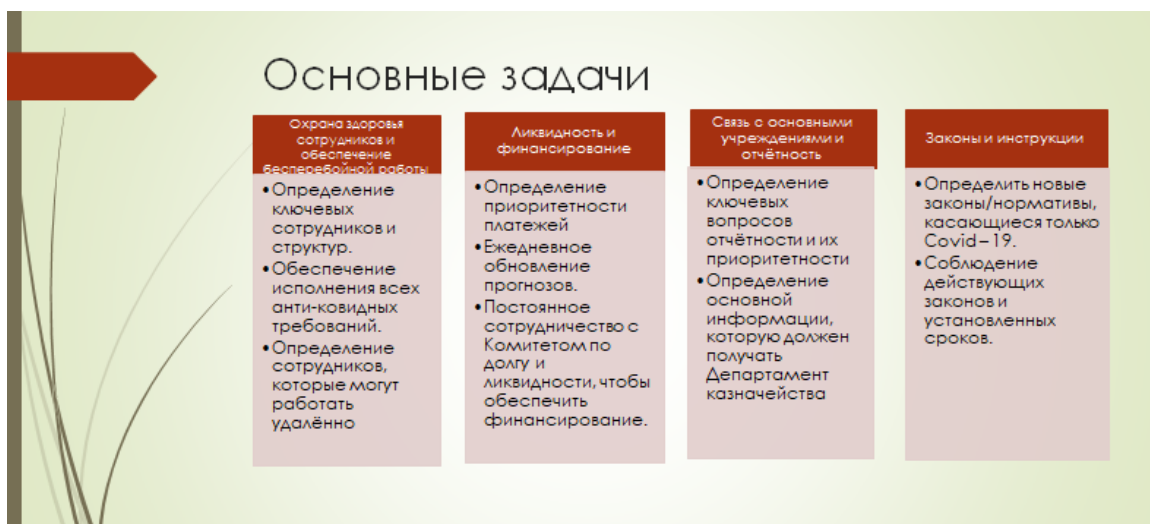 Основные задачи
Охрана здоровья
сотрудников и
обеспечение
бесперебойной работы
•Определение
ключевых
сотрудников и
структур.
•Обеспечение
исполнения всех
анти-ковидных
требований.
•Определение
сотрудников,
которые могут
работать
удалённо
Ликвидность и
финансирование
•Определение
приоритетности
платежей
•Ежедневное
обновление
прогнозов.
•Постоянное
сотрудничество с
Комитетом по
долгу и
ликвидности, чтобы
обеспечить
финансирование.
Связь с основными
учреждениями и
отчётность
•Определение
ключевых
вопросов
отчётности и их
приоритетности
•Определение
основной
информации,
которую должен
получать
Департамент
казначейства
Законы и инструкции
•Определить новые
законы/нормативы,
касающиеся только
Covid – 19.
•Соблюдение
действующих
законов и
установленных
сроков.